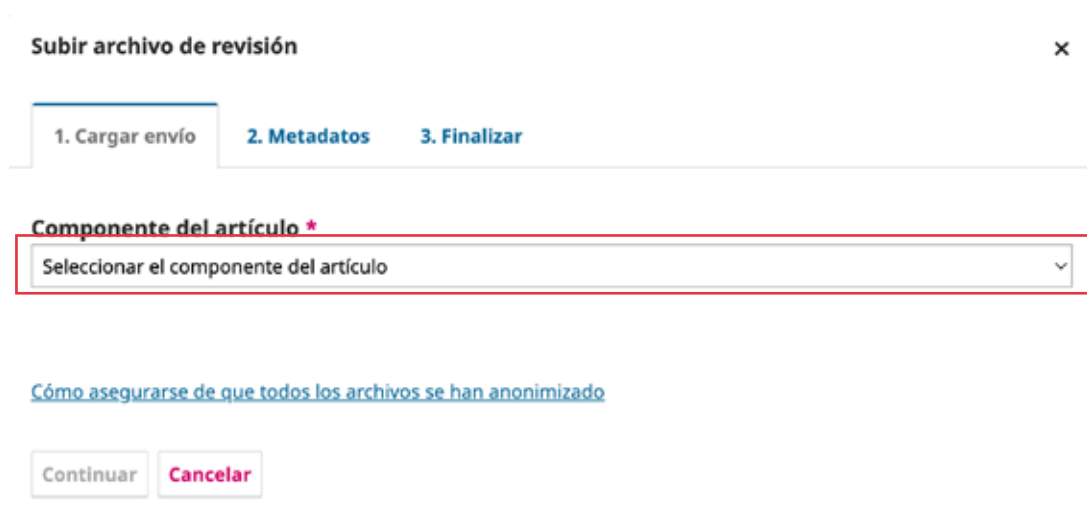 Subir archivo de revisión ×
1. Cargar envío 2. Metadatos 3. Finalizar
Componente del artículo *
Seleccionar el componente del artículo
Cómo asegurarse de que todos los archivos se han anonimizado
Continuar Cancelar